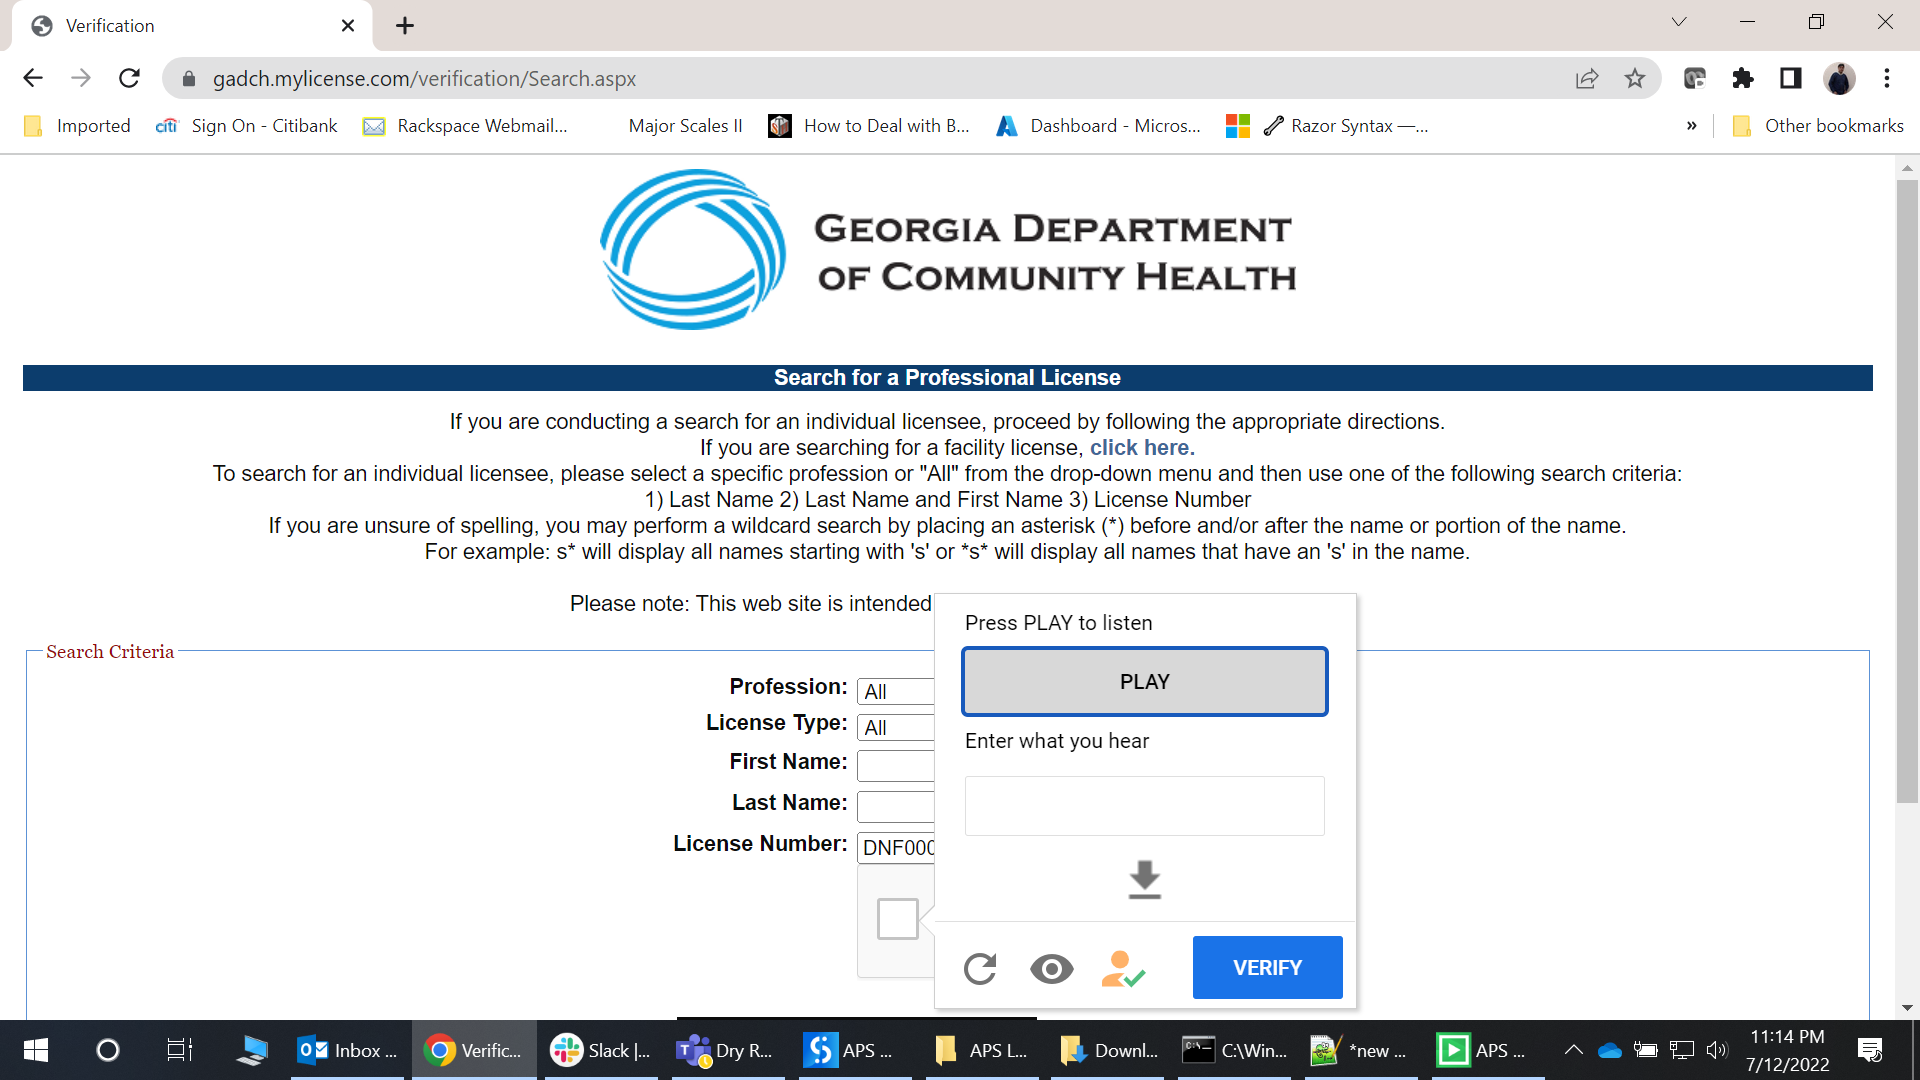 Verification
gadch.mylicense.com/verification/Search.aspx
Imported
citi Sign On - Citibank
Rackspace Webmail...
Major Scales II
How to Deal with B...
Dashboard - Micros...
Razor Syntax —...
»
Other bookmarks
GEORGIA DEPARTMENT
OF COMMUNITY HEALTH
Search for a Professional License
If you are conducting a search for an individual licensee, proceed by following the appropriate directions.
If you are searching for a facility license, click here.
To search for an individual licensee, please select a specific profession or "All" from the drop-down menu and then use one of the following search criteria:
1) Last Name 2) Last Name and First Name 3) License Number
If you are unsure of spelling, you may perform a wildcard search by placing an asterisk (*) before and/or after the name or portion of the name.
For example: s* will display all names starting with 's' or *s* will display all names that have an 's' in the name.
Please note: This web site is intended
Search Criteria
Profession: All
License Type: All
First Name:
Last Name:
License Number: DNF000
Press PLAY to listen
PLAY
Enter what you hear
VERIFY
Inbox ...
Verific...
Slack |...
Dry R...
APS ...
APS L...
Downl...
C:\Win...
*new ...
APS ...
11:14 PM
7/12/2022